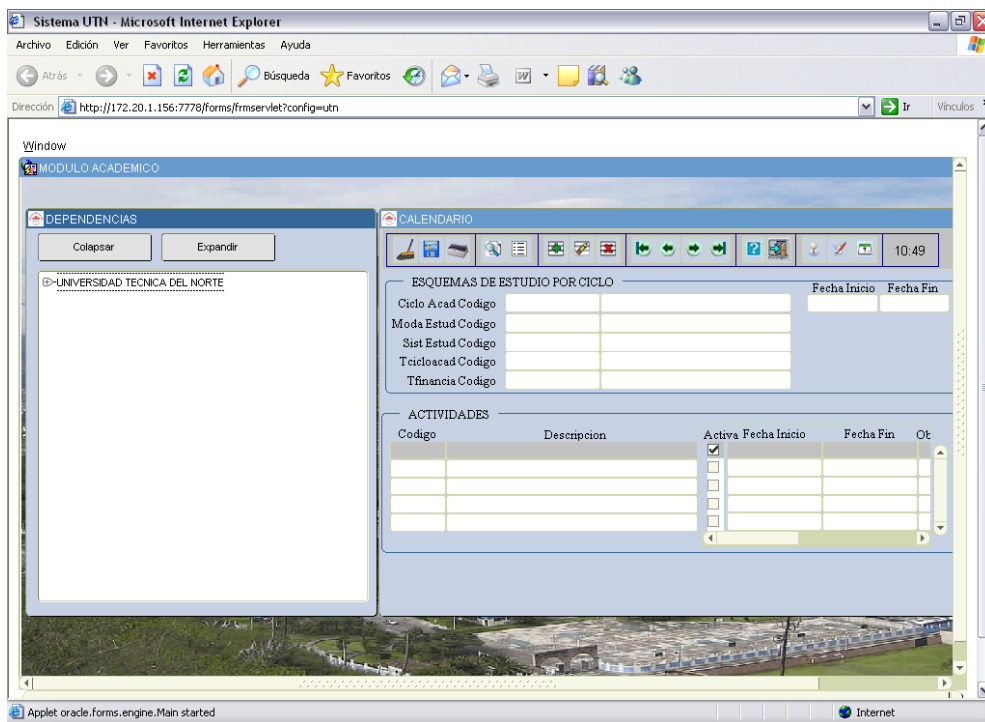 Sistema UTN - Microsoft Internet Explorer
Archivo Edición Ver Favoritos Herramientas Ayuda
Atrás Búsqueda Favoritos
Dirección http://172.20.1.156:7778/forms/frmservlet?config=utn Ir Vínculos
Window
MODULO ACADEMICO
DEPENDENCIAS
Colapsar Expandir
UNIVERSIDAD TECNICA DEL NORTE
CALENDARIO
10:49
ESQUEMAS DE ESTUDIO POR CICLO
Fecha Inicio Fecha Fin
Ciclo Acad Codigo
Moda Estud Codigo
Sist Estud Codigo
Tcicloacad Codigo
Tfinancia Codigo
ACTIVIDADES
Codigo Descripcion Activa Fecha Inicio Fecha Fin
Applet oracle.forms.engine.Main started Internet